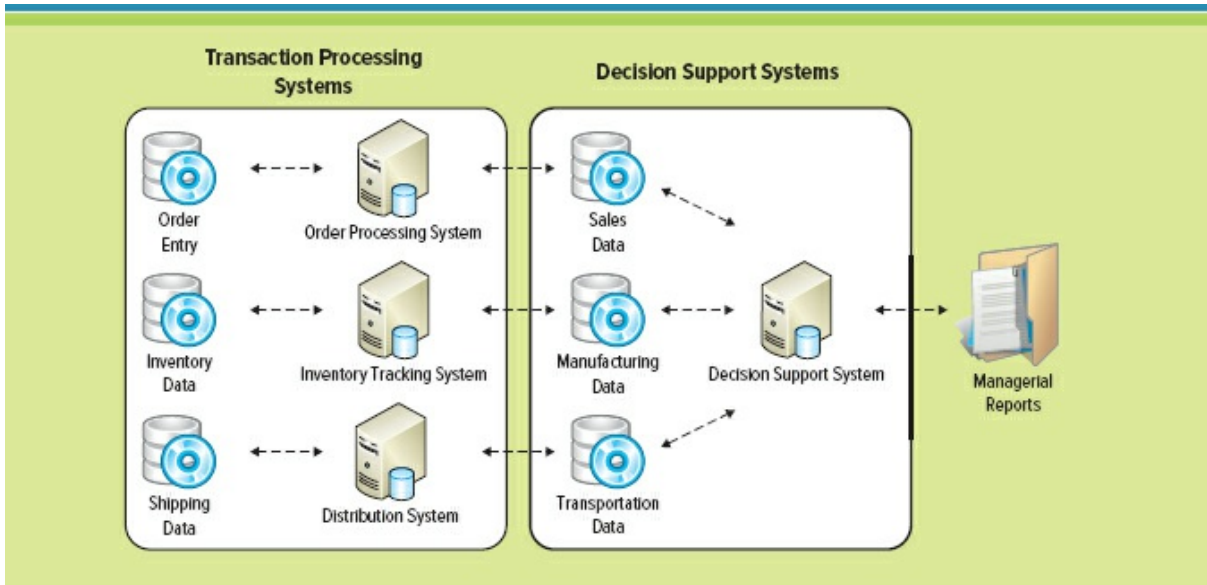 Transaction Processing
Systems
Decision Support Systems
Order
Entry
Order Processing System
Sales
Data
Inventory
Data
Inventory Tracking System
Manufacturing
Data
Decision Support System
Managerial
Reports
Shipping
Data
Distribution System
Transportation
Data